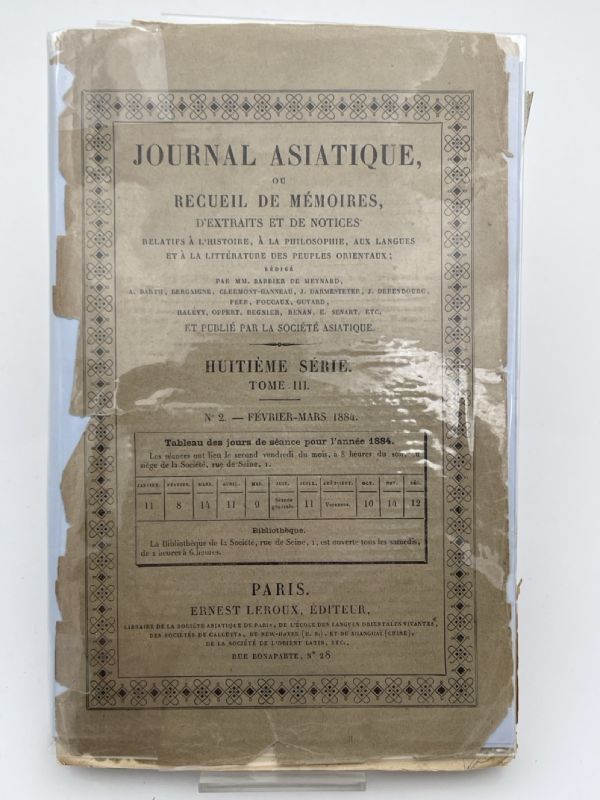 JOURNAL ASIATIQUE,
OU
RECUEIL DE MÉMOIRES,
D'EXTRAITS ET DE NOTICES
RELATIFS À L'HISTOIRE, À LA PHILOSOPHIE, AUX LANGUES
ET À LA LITTÉRATURE DES PEUPLES ORIENTAUX;
RÉDIGÉ
PAR MM. BARBIER DE MEYNARD,
A. BARTH, BERGAIGNE, CLERMONT-GANNEAU, J. DARMESTETER, J. DERENBOURG,
FEER, FOUCAUX, GUYARD,
HALÉVY, OPPERT, REGNIER, RENAN, E. SENART, ETC.
ET PUBLIÉ PAR LA SOCIÉTÉ ASIATIQUE.
HUITIÈME SÉRIE.
TOME III.
N° 2. — FÉVRIER-MARS 1884.
Tableau des jours de séance pour l'année 1884.
Les séances ont lieu le second vendredi du mois, à 8 heures du soir, au
siège de la Société, rue de Seine, 1.
JANVIER. FÉVRIER. MARS. AVRIL. MAI. JUIN. JUILL. AOÛT-SEPT. OCT. NOV. DÉC.
11 8 14 11 9 Séance générale. 11 Vacances. 10 14 12
Bibliothèque.
La Bibliothèque de la Société, rue de Seine, 1, est ouverte tous les samedis,
de 2 heures à 6 heures.
PARIS.
ERNEST LEROUX, ÉDITEUR,
LIBRAIRE DE LA SOCIÉTÉ ASIATIQUE DE PARIS, DE L'ÉCOLE DES LANGUES ORIENTALES VIVANTES,
DES SOCIÉTÉS DE CALCUTTA, DE NEW-HAVEN (É. U.), ET DE SHANGHAI (CHINE),
DE LA SOCIÉTÉ DE L'ORIENT LATIN, ETC.
RUE BONAPARTE, N° 28